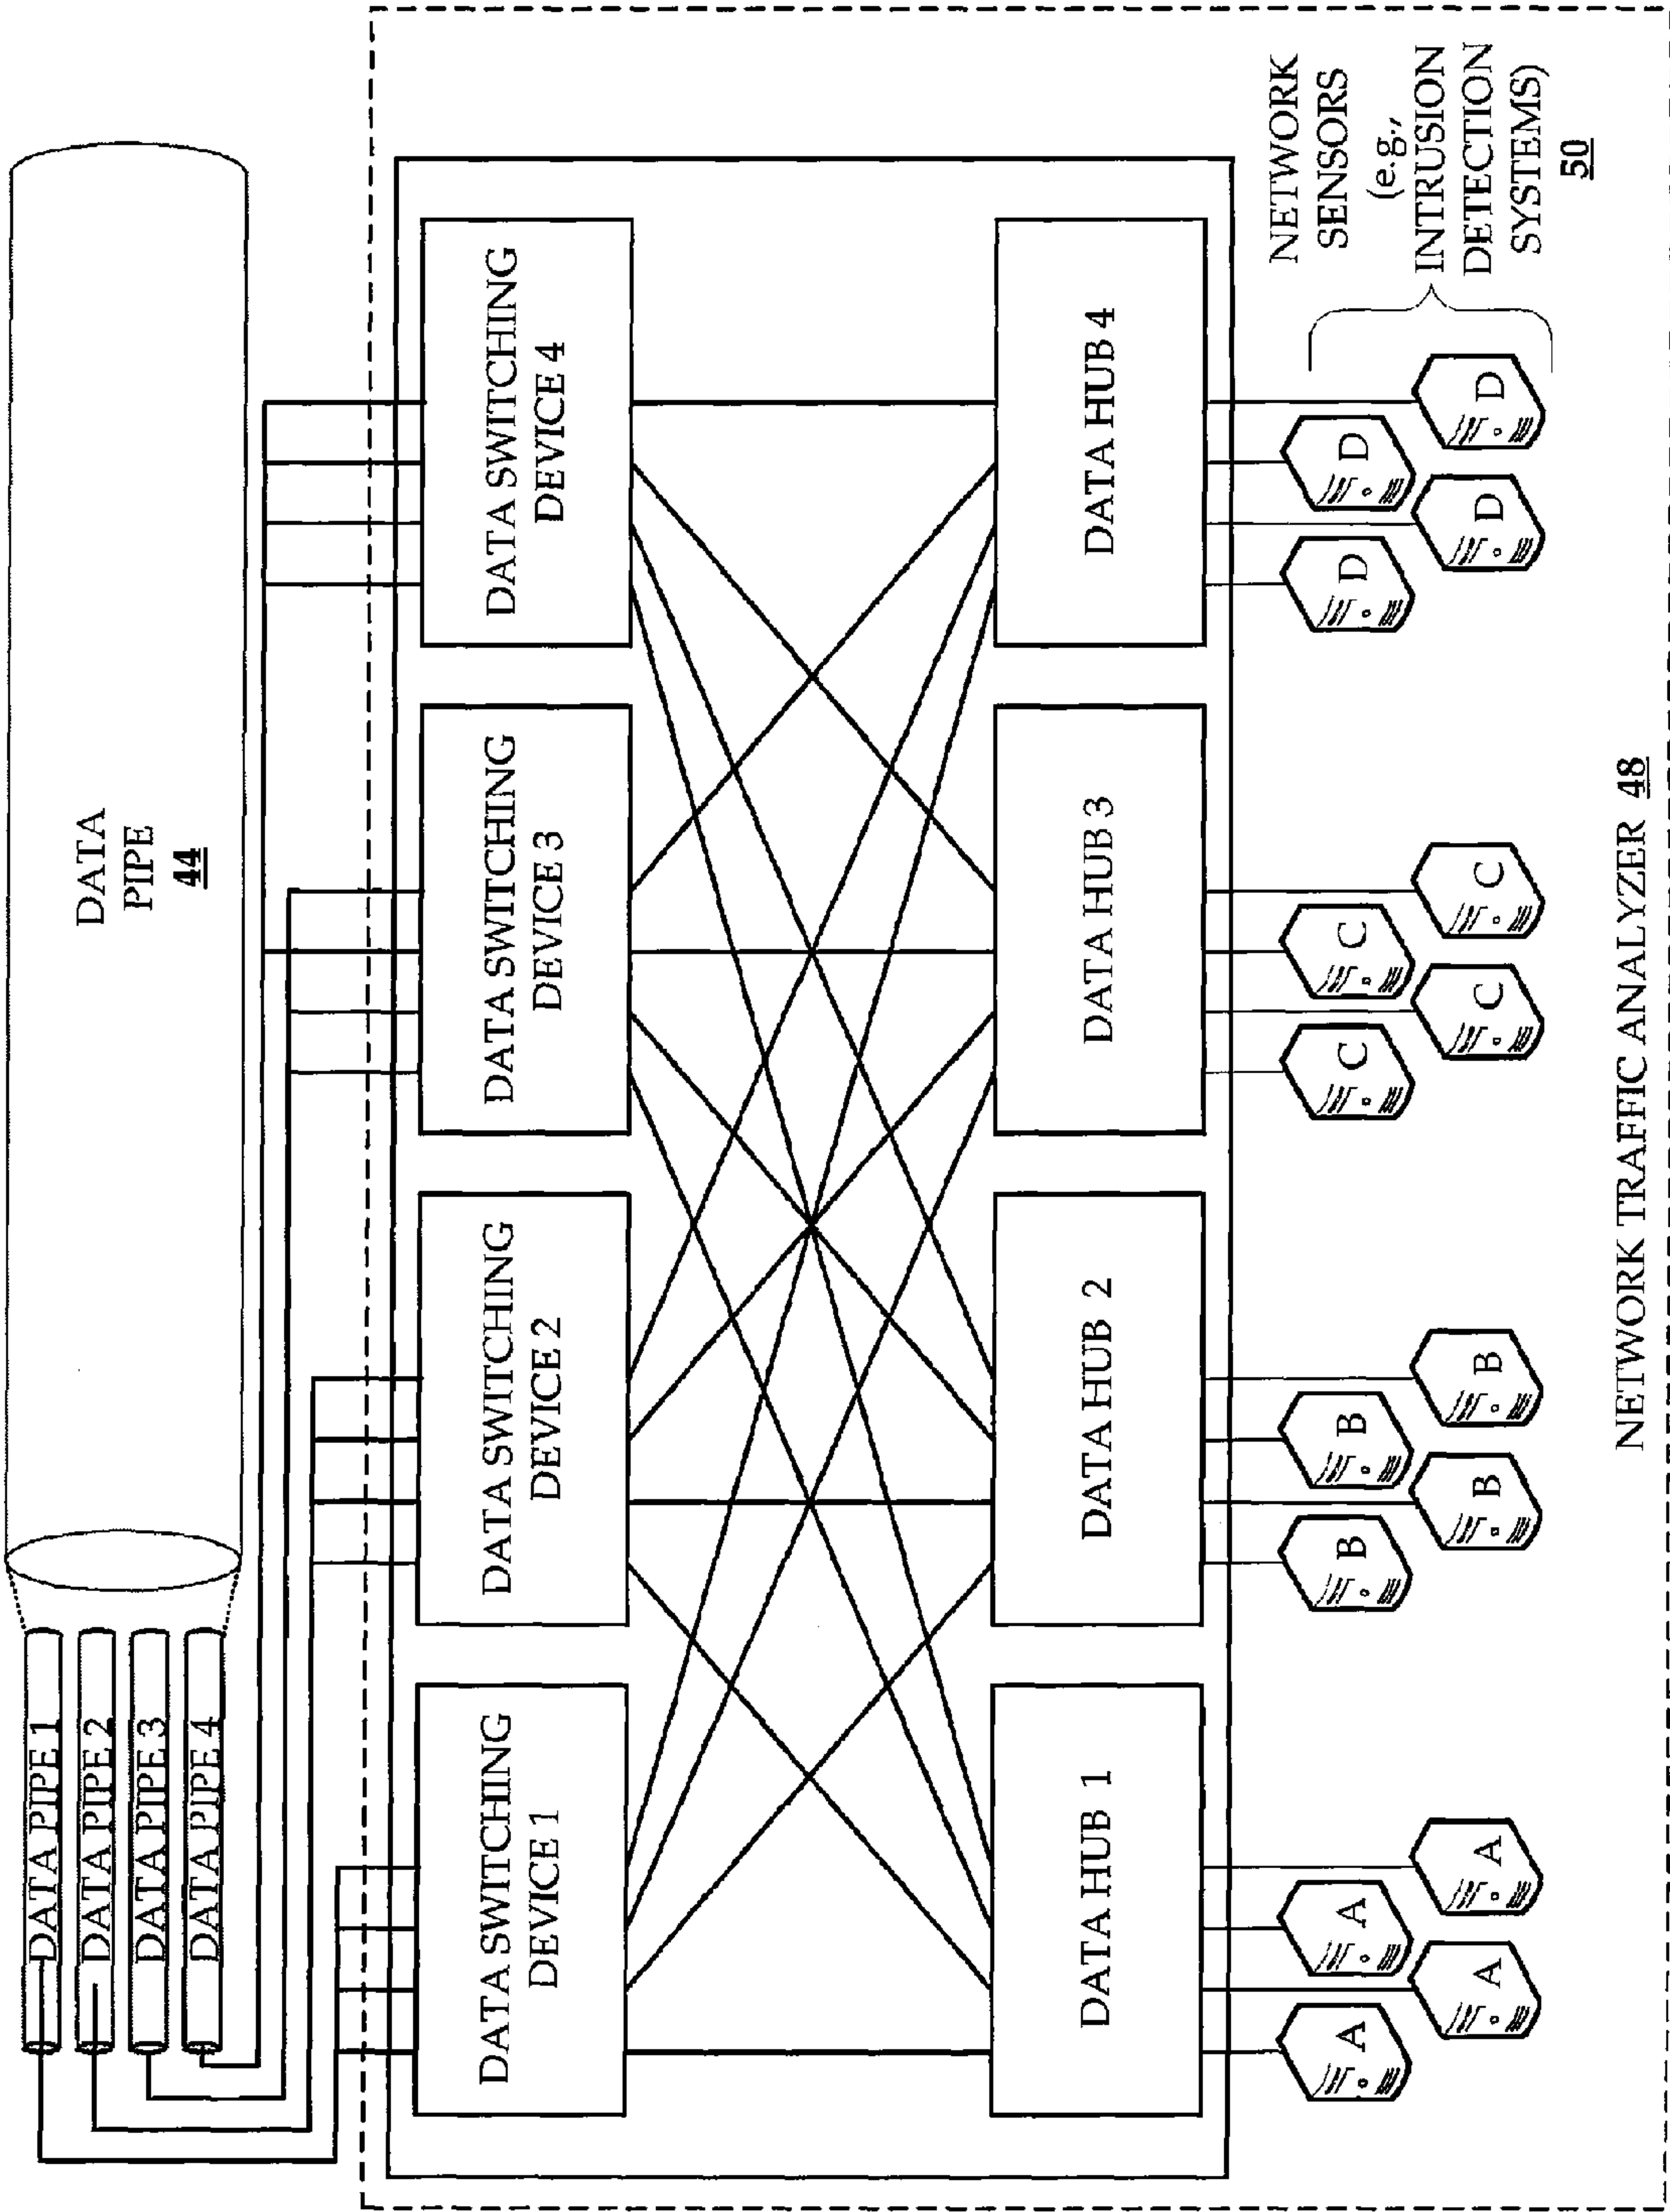 DATA PIPE 1
DATA PIPE 2
DATA PIPE 3
DATA PIPE 4
DATA
PIPE
44
DATA SWITCHING
DEVICE 1
DATA SWITCHING
DEVICE 2
DATA SWITCHING
DEVICE 3
DATA SWITCHING
DEVICE 4
DATA HUB 1
DATA HUB 2
DATA HUB 3
DATA HUB 4
A
A
A
A
B
B
B
B
C
C
C
C
D
D
D
D
NETWORK
SENSORS
(e.g.,
INTRUSION
DETECTION
SYSTEMS)
50
NETWORK TRAFFIC ANALYZER 48